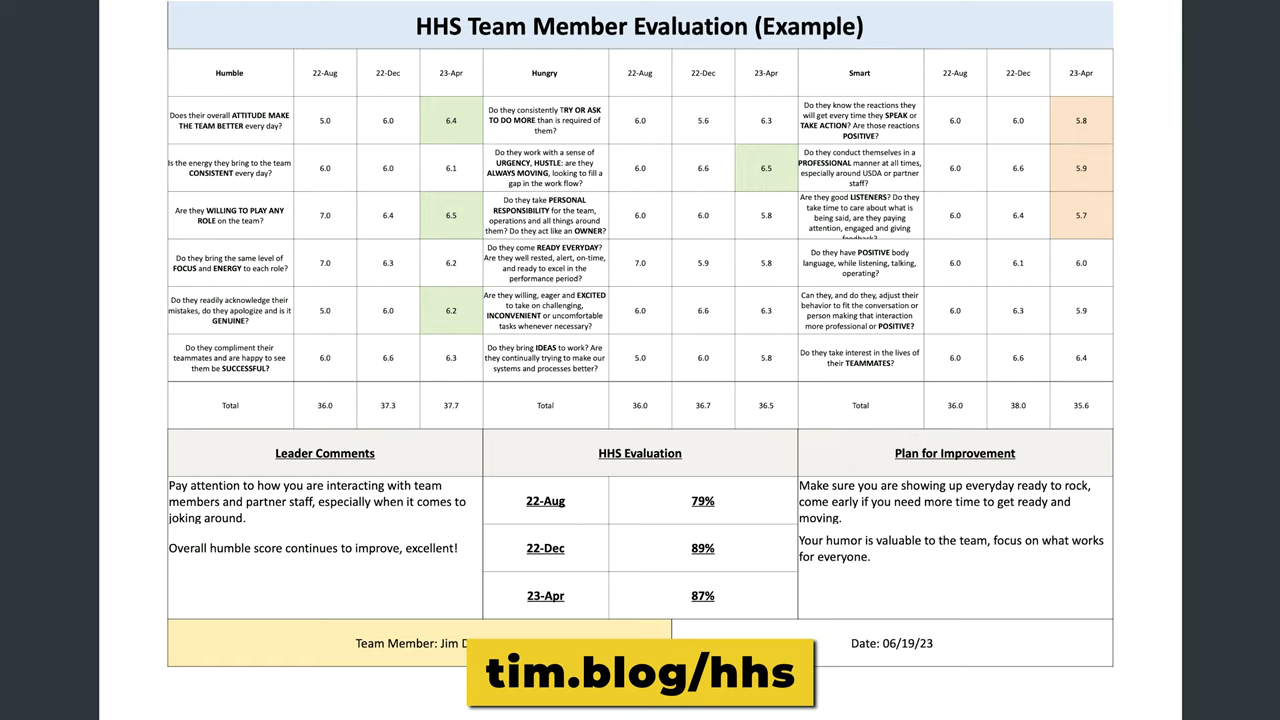 HHS Team Member Evaluation (Example)
Humble 22-Aug 22-Dec 23-Apr Hungry 22-Aug 22-Dec 23-Apr Smart 22-Aug 22-Dec 23-Apr
Does their overall ATTITUDE MAKE
THE TEAM BETTER every day?
5.0 6.0 6.4
Do they consistently TRY OR ASK
TO DO MORE than is required of
them?
6.0 5.6 6.3
Do they know the reactions they
will get every time they SPEAK or
TAKE ACTION? Are those reactions
POSITIVE?
6.0 6.0 5.8
Is the energy they bring to the team
CONSISTENT every day?
6.0 6.0 6.1
Do they work with a sense of
URGENCY, HUSTLE: are they
ALWAYS MOVING, looking to fill a
gap in the work flow?
6.0 6.6 6.5
Do they conduct themselves in a
PROFESSIONAL manner at all times,
especially around USDA or partner
staff?
6.0 6.6 5.9
Are they WILLING TO PLAY ANY
ROLE on the team?
7.0 6.4 6.5
Do they take PERSONAL
RESPONSIBILITY for the team,
operations and all things around
them? Do they act like an OWNER?
6.0 6.0 5.8
Are they good LISTENERS? Do they
take time to care about what is
being said, are they paying
attention, engaged and giving
feedback?
6.0 6.4 5.7
Do they bring the same level of
FOCUS and ENERGY to each role?
7.0 6.3 6.2
Do they come READY EVERYDAY?
Are they well rested, alert, on-time,
and ready to excel in the
performance period?
7.0 5.9 5.8
Do they have POSITIVE body
language, while listening, talking,
operating?
6.0 6.1 6.0
Do they readily acknowledge their
mistakes, do they apologize and is it
GENUINE?
5.0 6.0 6.2
Are they willing, eager and EXCITED
to take on challenging,
INCONVENIENT or uncomfortable
tasks whenever necessary?
6.0 6.6 6.3
Can they, and do they, adjust their
behavior to fit the conversation or
person making that interaction
more professional or POSITIVE?
6.0 6.3 5.9
Do they compliment their
teammates and are happy to see
them be SUCCESSFUL?
6.0 6.6 6.3
Do they bring IDEAS to work? Are
they continually trying to make our
systems and processes better?
5.0 6.0 5.8
Do they take interest in the lives of
their TEAMMATES?
6.0 6.6 6.4
Total 36.0 37.3 37.7 Total 36.0 36.7 36.5 Total 36.0 38.0 35.6
Leader Comments
Pay attention to how you are interacting with team
members and partner staff, especially when it comes to
joking around.
Overall humble score continues to improve, excellent!
HHS Evaluation
22-Aug 79%
22-Dec 89%
23-Apr 87%
Plan for Improvement
Make sure you are showing up everyday ready to rock,
come early if you need more time to get ready and
moving.
Your humor is valuable to the team, focus on what works
for everyone.
Team Member: Jim
Date: 06/19/23
tim.blog/hhs